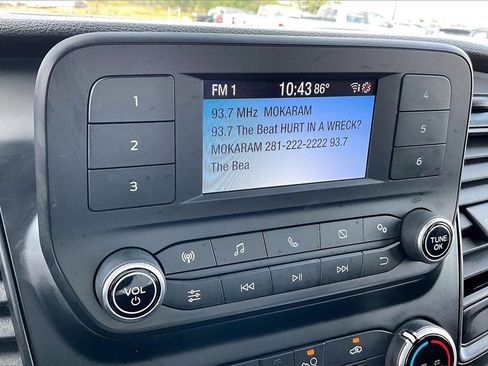 FM 1 10:43 86°
93.7 MHz MOKARAM
93.7 The Beat HURT IN A WRECK?
MOKARAM 281-222-2222 93.7
The Bea
1
2
3
4
5
6
VOL
TUNE
OK